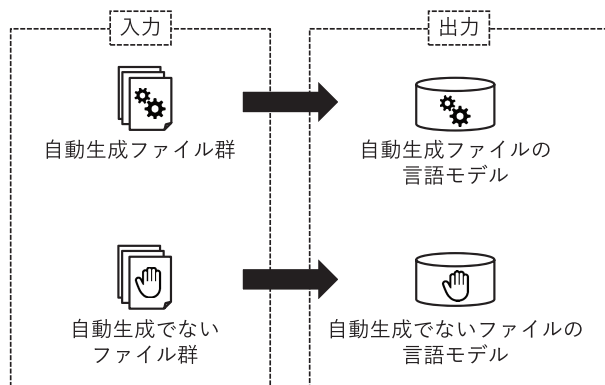 入力
出力
自動生成ファイル群
自動生成ファイルの
言語モデル
自動生成でない
ファイル群
自動生成でないファイルの
言語モデル